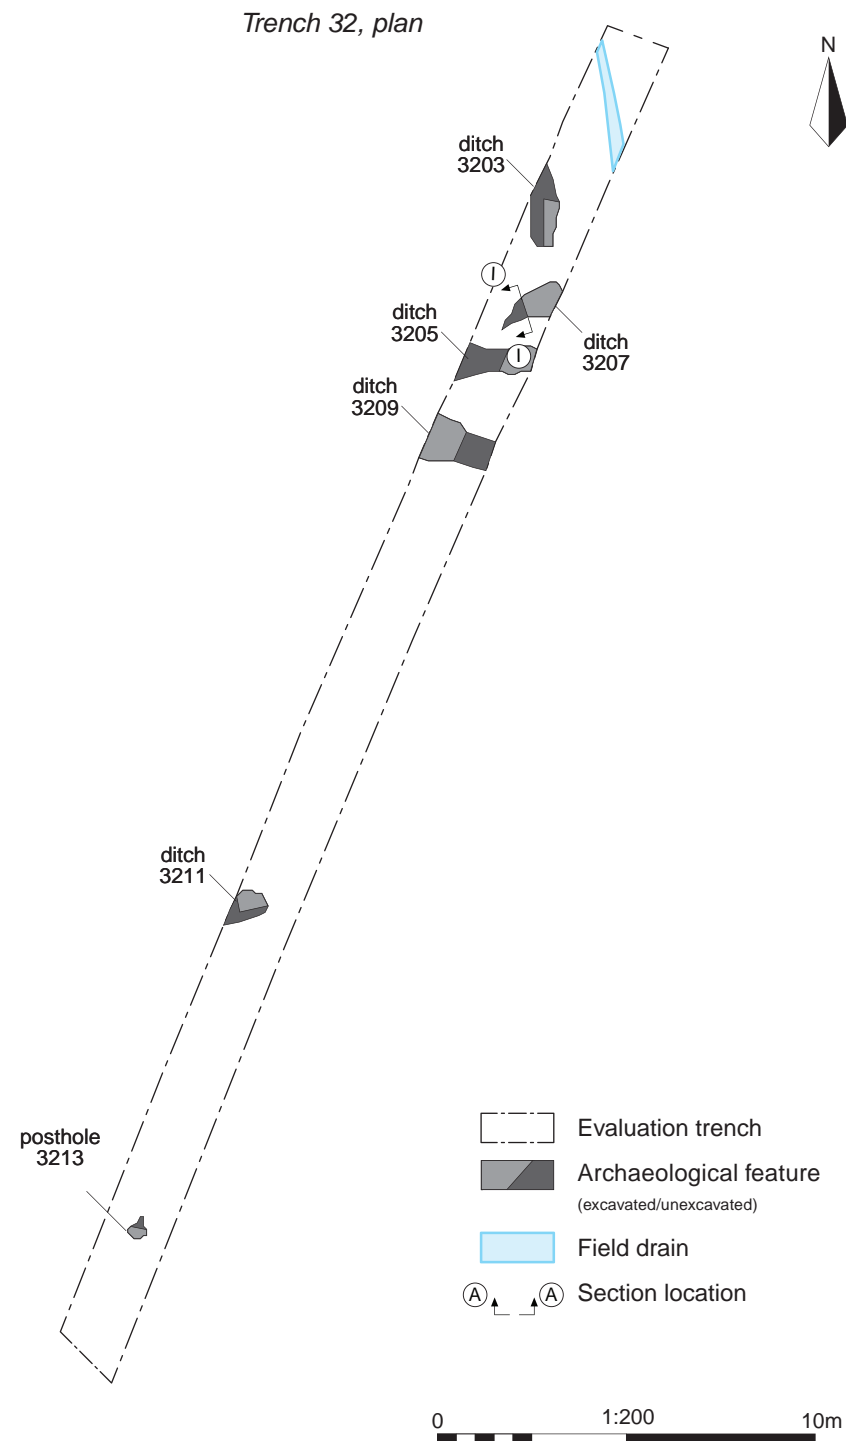 Trench 32, plan
N
ditch
3203
I
ditch
3205
ditch
3207
I
ditch
3209
ditch
3211
posthole
3213
Evaluation trench
Archaeological feature
(excavated/unexcavated)
Field drain
A A Section location
0 1:200 10m